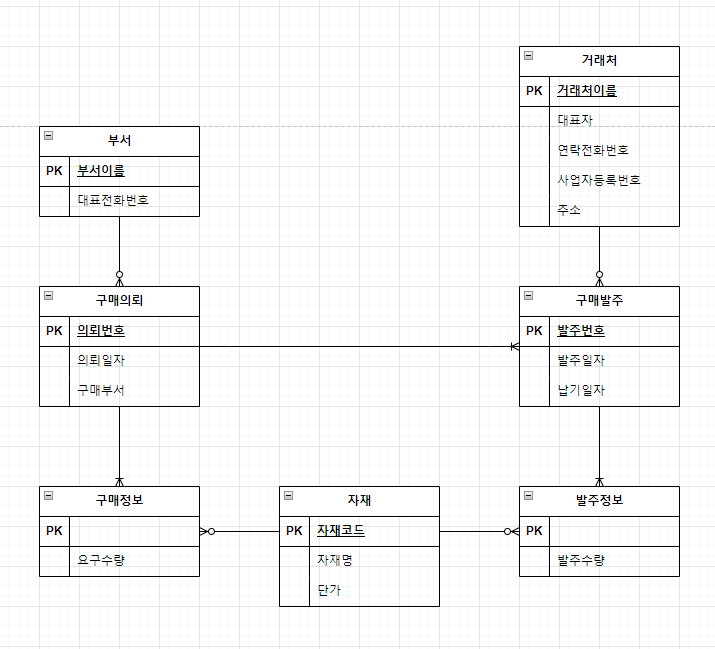 거래처
PK 거래처이름
대표자
연락전화번호
사업자등록번호
주소
부서
PK 부서이름
대표전화번호
구매의뢰
PK 의뢰번호
의뢰일자
구매부서
구매발주
PK 발주번호
발주일자
납기일자
구매정보
PK
요구수량
자재
PK 자재코드
자재명
단가
발주정보
PK
발주수량